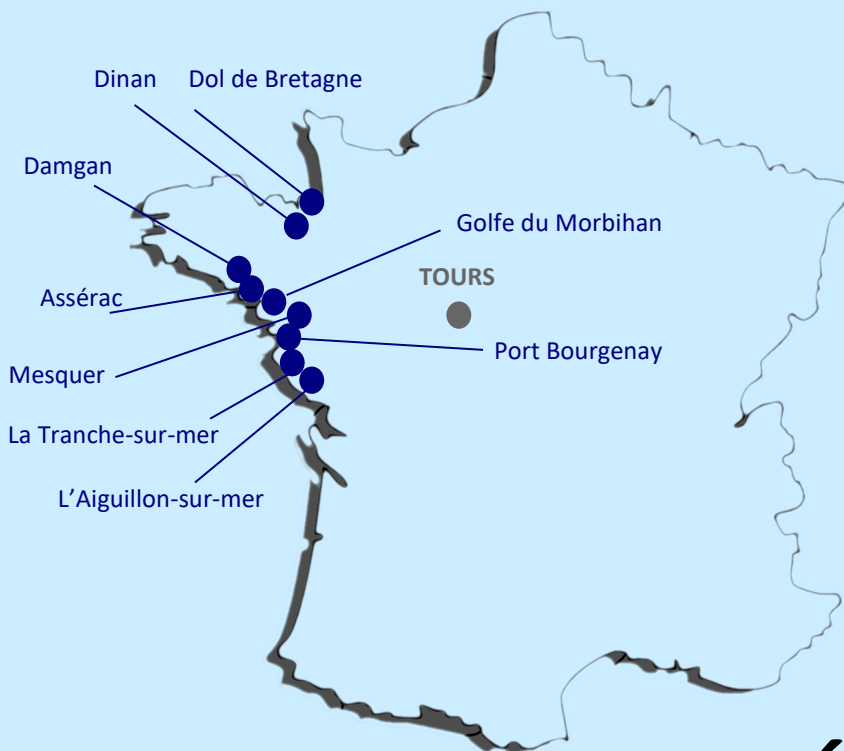 Dinan
Dol de Bretagne
Damgan
Golfe du Morbihan
TOURS
Assérac
Port Bourgenay
Mesquer
La Tranche-sur-mer
L’Aiguillon-sur-mer